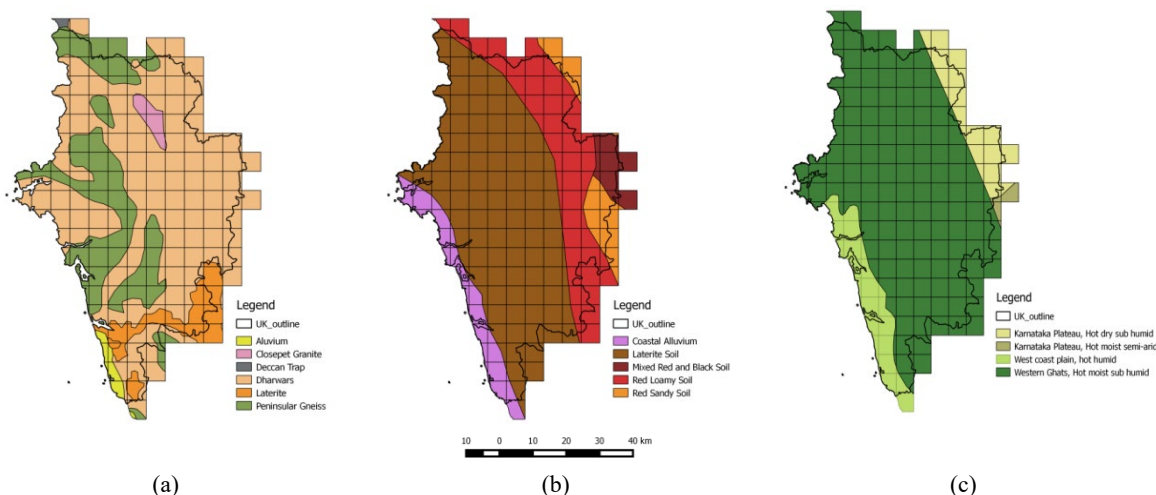 Legend
UK_outline
Aluvium
Closepet Granite
Deccan Trap
Dharwars
Laterite
Peninsular Gneiss
Legend
UK_outline
Coastal Alluvium
Laterite Soil
Mixed Red and Black Soil
Red Loamy Soil
Red Sandy Soil
10 0 10 20 30 40 km
Legend
UK_outline
Karnataka Plateau, Hot dry sub humid
Karnataka Plateau, Hot moist semi-arid
West coast plain, hot humid
Western Ghats, Hot moist sub humid
(a)
(b)
(c)